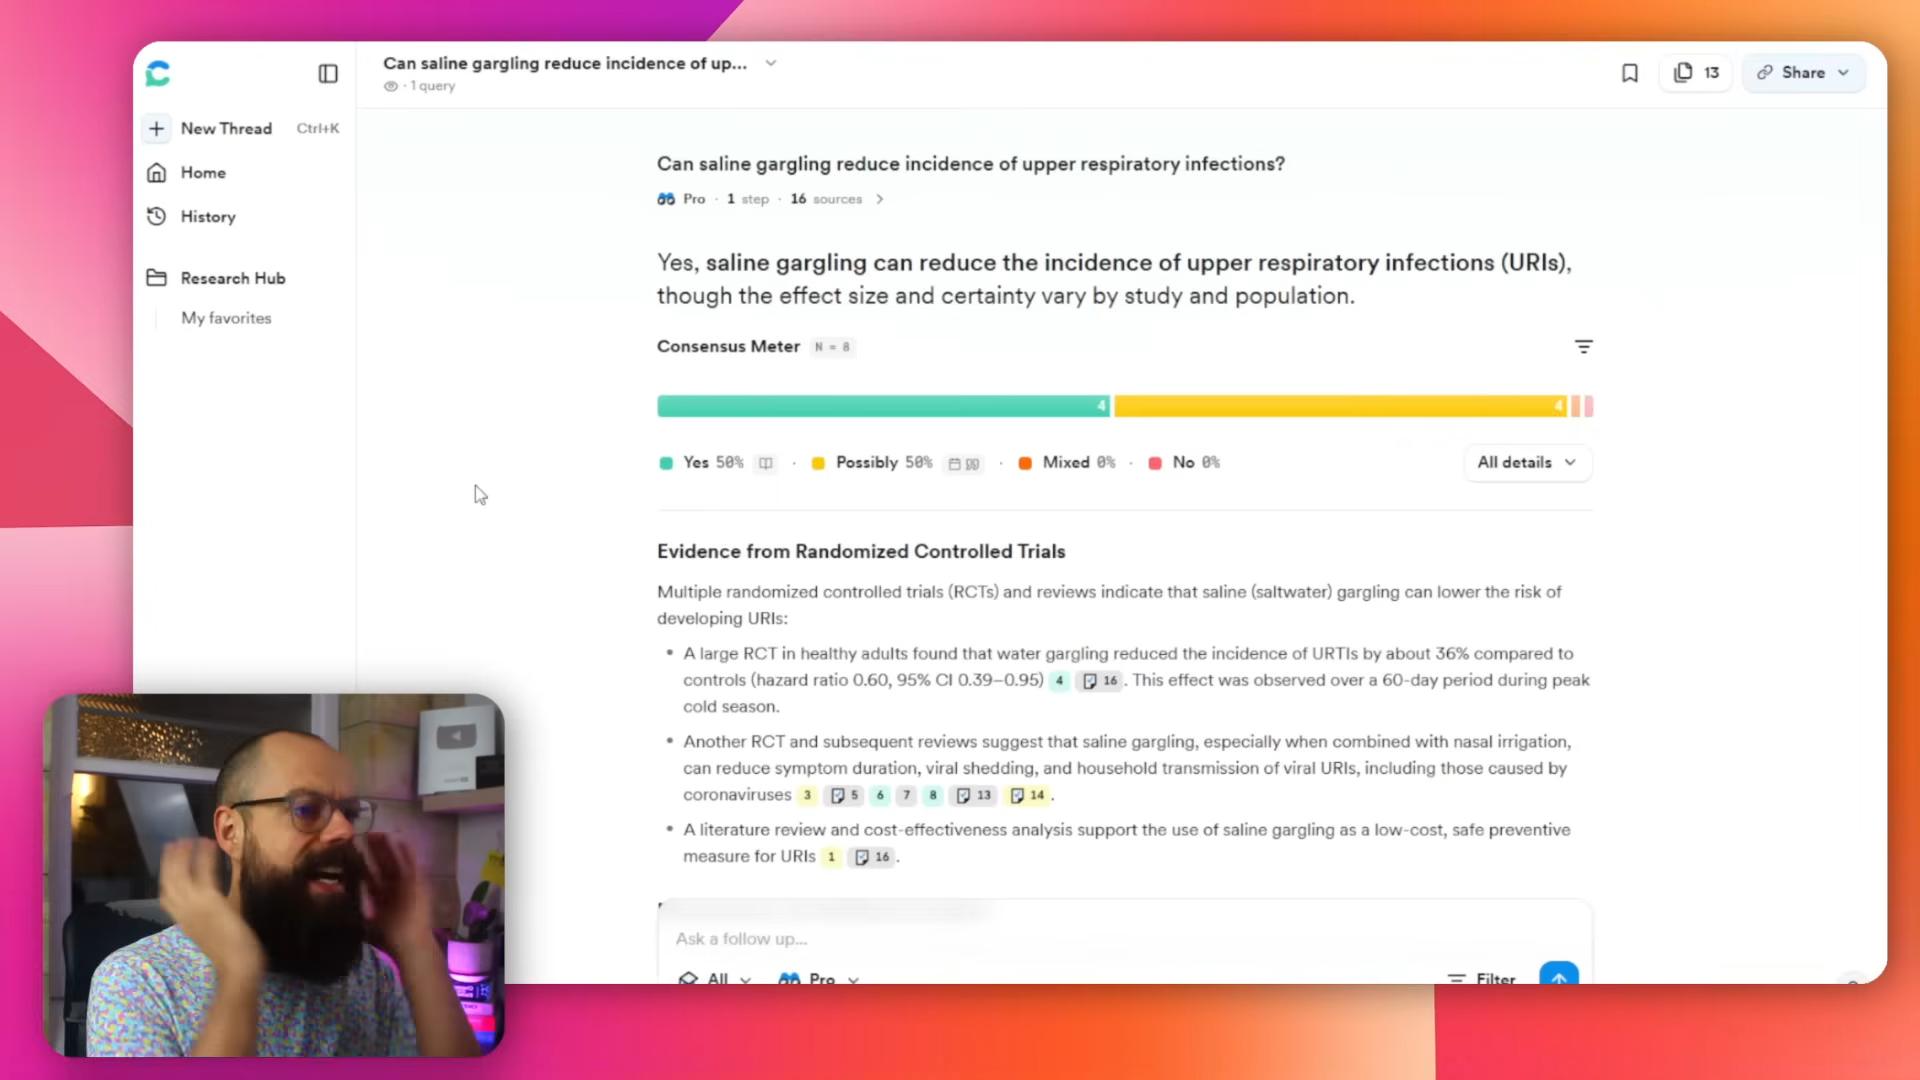 Can saline gargling reduce incidence of up...
· 1 query
13
Share
New Thread Ctrl+K
Home
History
Research Hub
My favorites
Can saline gargling reduce incidence of upper respiratory infections?
Pro · 1 step · 16 sources
Yes, saline gargling can reduce the incidence of upper respiratory infections (URIs),
though the effect size and certainty vary by study and population.
Consensus Meter N = 8
4 4
Yes 50% · Possibly 50% · Mixed 0% · No 0%
All details
Evidence from Randomized Controlled Trials
Multiple randomized controlled trials (RCTs) and reviews indicate that saline (saltwater) gargling can lower the risk of
developing URIs:
• A large RCT in healthy adults found that water gargling reduced the incidence of URTIs by about 36% compared to
controls (hazard ratio 0.60, 95% CI 0.39–0.95) 4 16 . This effect was observed over a 60-day period during peak
cold season.
• Another RCT and subsequent reviews suggest that saline gargling, especially when combined with nasal irrigation,
can reduce symptom duration, viral shedding, and household transmission of viral URIs, including those caused by
coronaviruses 3 5 6 7 8 13 14 .
• A literature review and cost-effectiveness analysis support the use of saline gargling as a low-cost, safe preventive
measure for URIs 1 16 .
Ask a follow up...
All Pro Filter